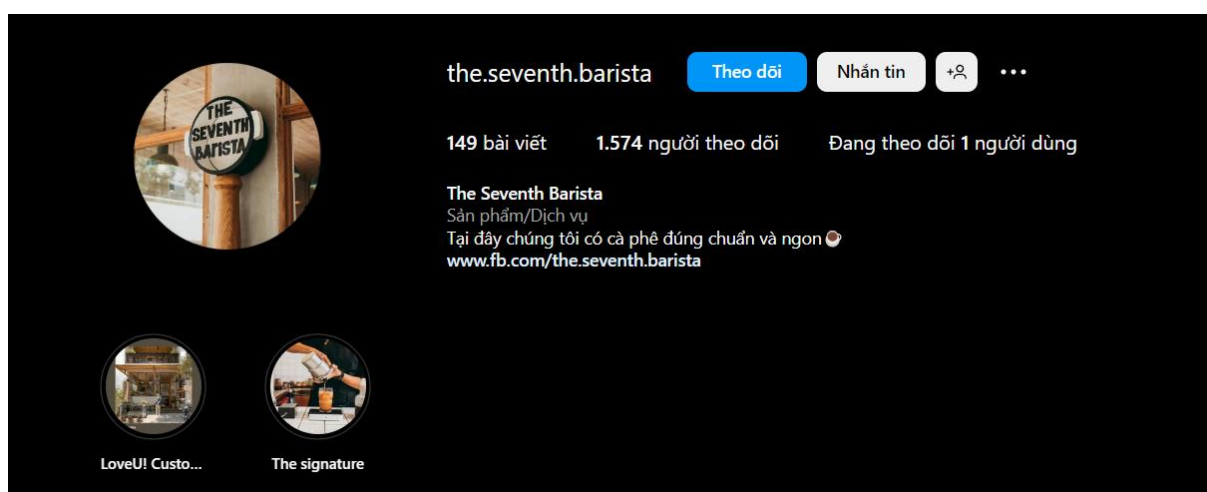 THE
SEVENTH
BARISTA
the.seventh.barista Theo dõi Nhắn tin
149 bài viết 1.574 người theo dõi Đang theo dõi 1 người dùng
The Seventh Barista
Sản phẩm/Dịch vụ
Tại đây chúng tôi có cà phê đúng chuẩn và ngon☕
www.fb.com/the.seventh.barista
LoveU! Custo... The signature